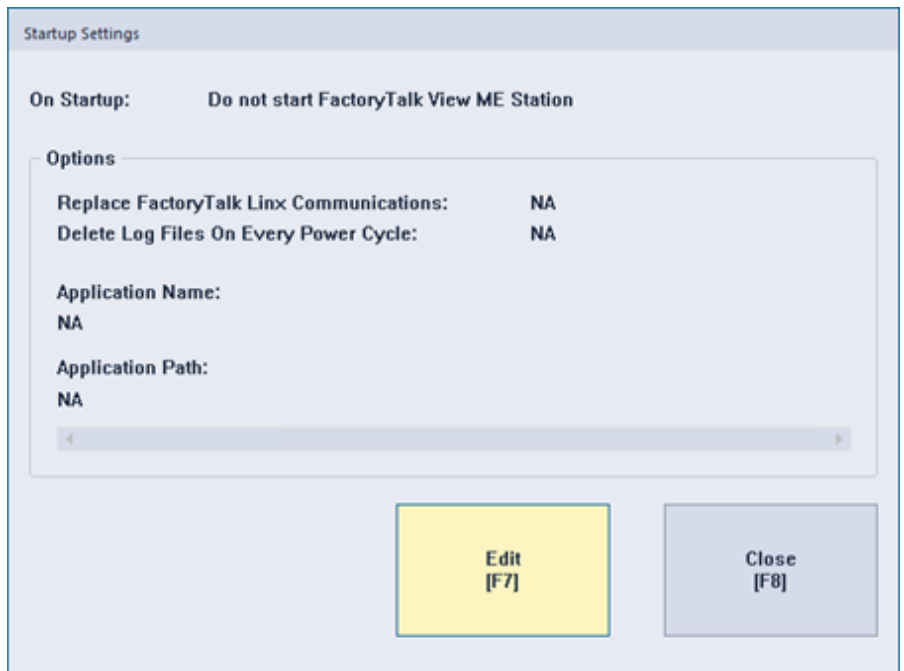 Startup Settings
On Startup: Do not start FactoryTalk View ME Station
Options
Replace FactoryTalk Linx Communications: NA
Delete Log Files On Every Power Cycle: NA
Application Name:
NA
Application Path:
NA
Edit
[F7]
Close
[F8]